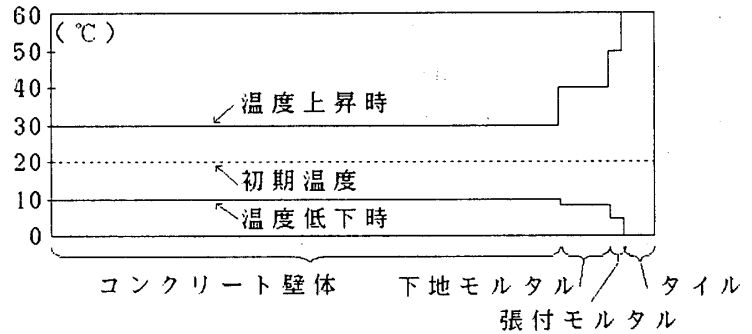 60
(℃)
50
40
温度上昇時
30
20
初期温度
10
温度低下時
0
コンクリート壁体
下地モルタル
タイル
張付モルタル